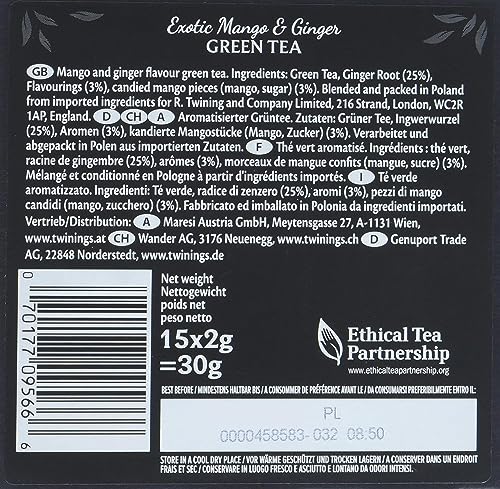 Exotic Mango & Ginger
GREEN TEA
GB Mango and ginger flavour green tea. Ingredients: Green Tea, Ginger Root (25%),
Flavourings (3%), candied mango pieces (mango, sugar) (3%). Blended and packed in Poland
from imported ingredients for R. Twining and Company Limited, 216 Strand, London, WC2R
1AP, England. D CH A Aromatisierter Grüntee. Zutaten: Grüner Tee, Ingwerwurzel
(25%), Aromen (3%), kandierte Mangostücke (Mango, Zucker) (3%). Verarbeitet und
abgepackt in Polen aus importierten Zutaten. F Thé vert aromatisé. Ingrédients : thé vert,
racine de gingembre (25%), arômes (3%), morceaux de mangue confits (mangue, sucre) (3%).
Mélangé et conditionné en Pologne à partir d'ingrédients importés. I Té verde
aromatizzato. Ingredienti: Té verde, radice di zenzero (25%), aromi (3%), pezzi di mango
candidi (mango, zucchero) (3%). Fabbricato ed imballato in Polonia da ingredienti importati.
Vertrieb/Distribution: A Maresi Austria GmbH, Meytensgasse 27, A-1131 Wien,
www.twinings.at CH Wander AG, 3176 Neuenegg, www.twinings.ch D Genuport Trade
AG, 22848 Norderstedt, www.twinings.de
0 70177 09566 6
Net weight
Nettogewicht
poids net
peso netto
15x2g
=30g
Ethical Tea
Partnership
www.ethicalteapartnership.org
BEST BEFORE / MINDESTENS HALTBAR BIS / A CONSOMMER DE PRÉFÉRENCE AVANT LE / DA CONSUMARSI PREFERIBILMENTE ENTRO IL:
PL
0000458583-032 08:50
STORE IN A COOL DRY PLACE / VOR WÄRME GESCHÜTZT UND TROCKEN LAGERN / A CONSERVER DANS UN ENDROIT
FRAIS ET SEC / CONSERVARE IN LUOGO FRESCO E ASCIUTTO E LONTANO DA ODORI INTENSI.